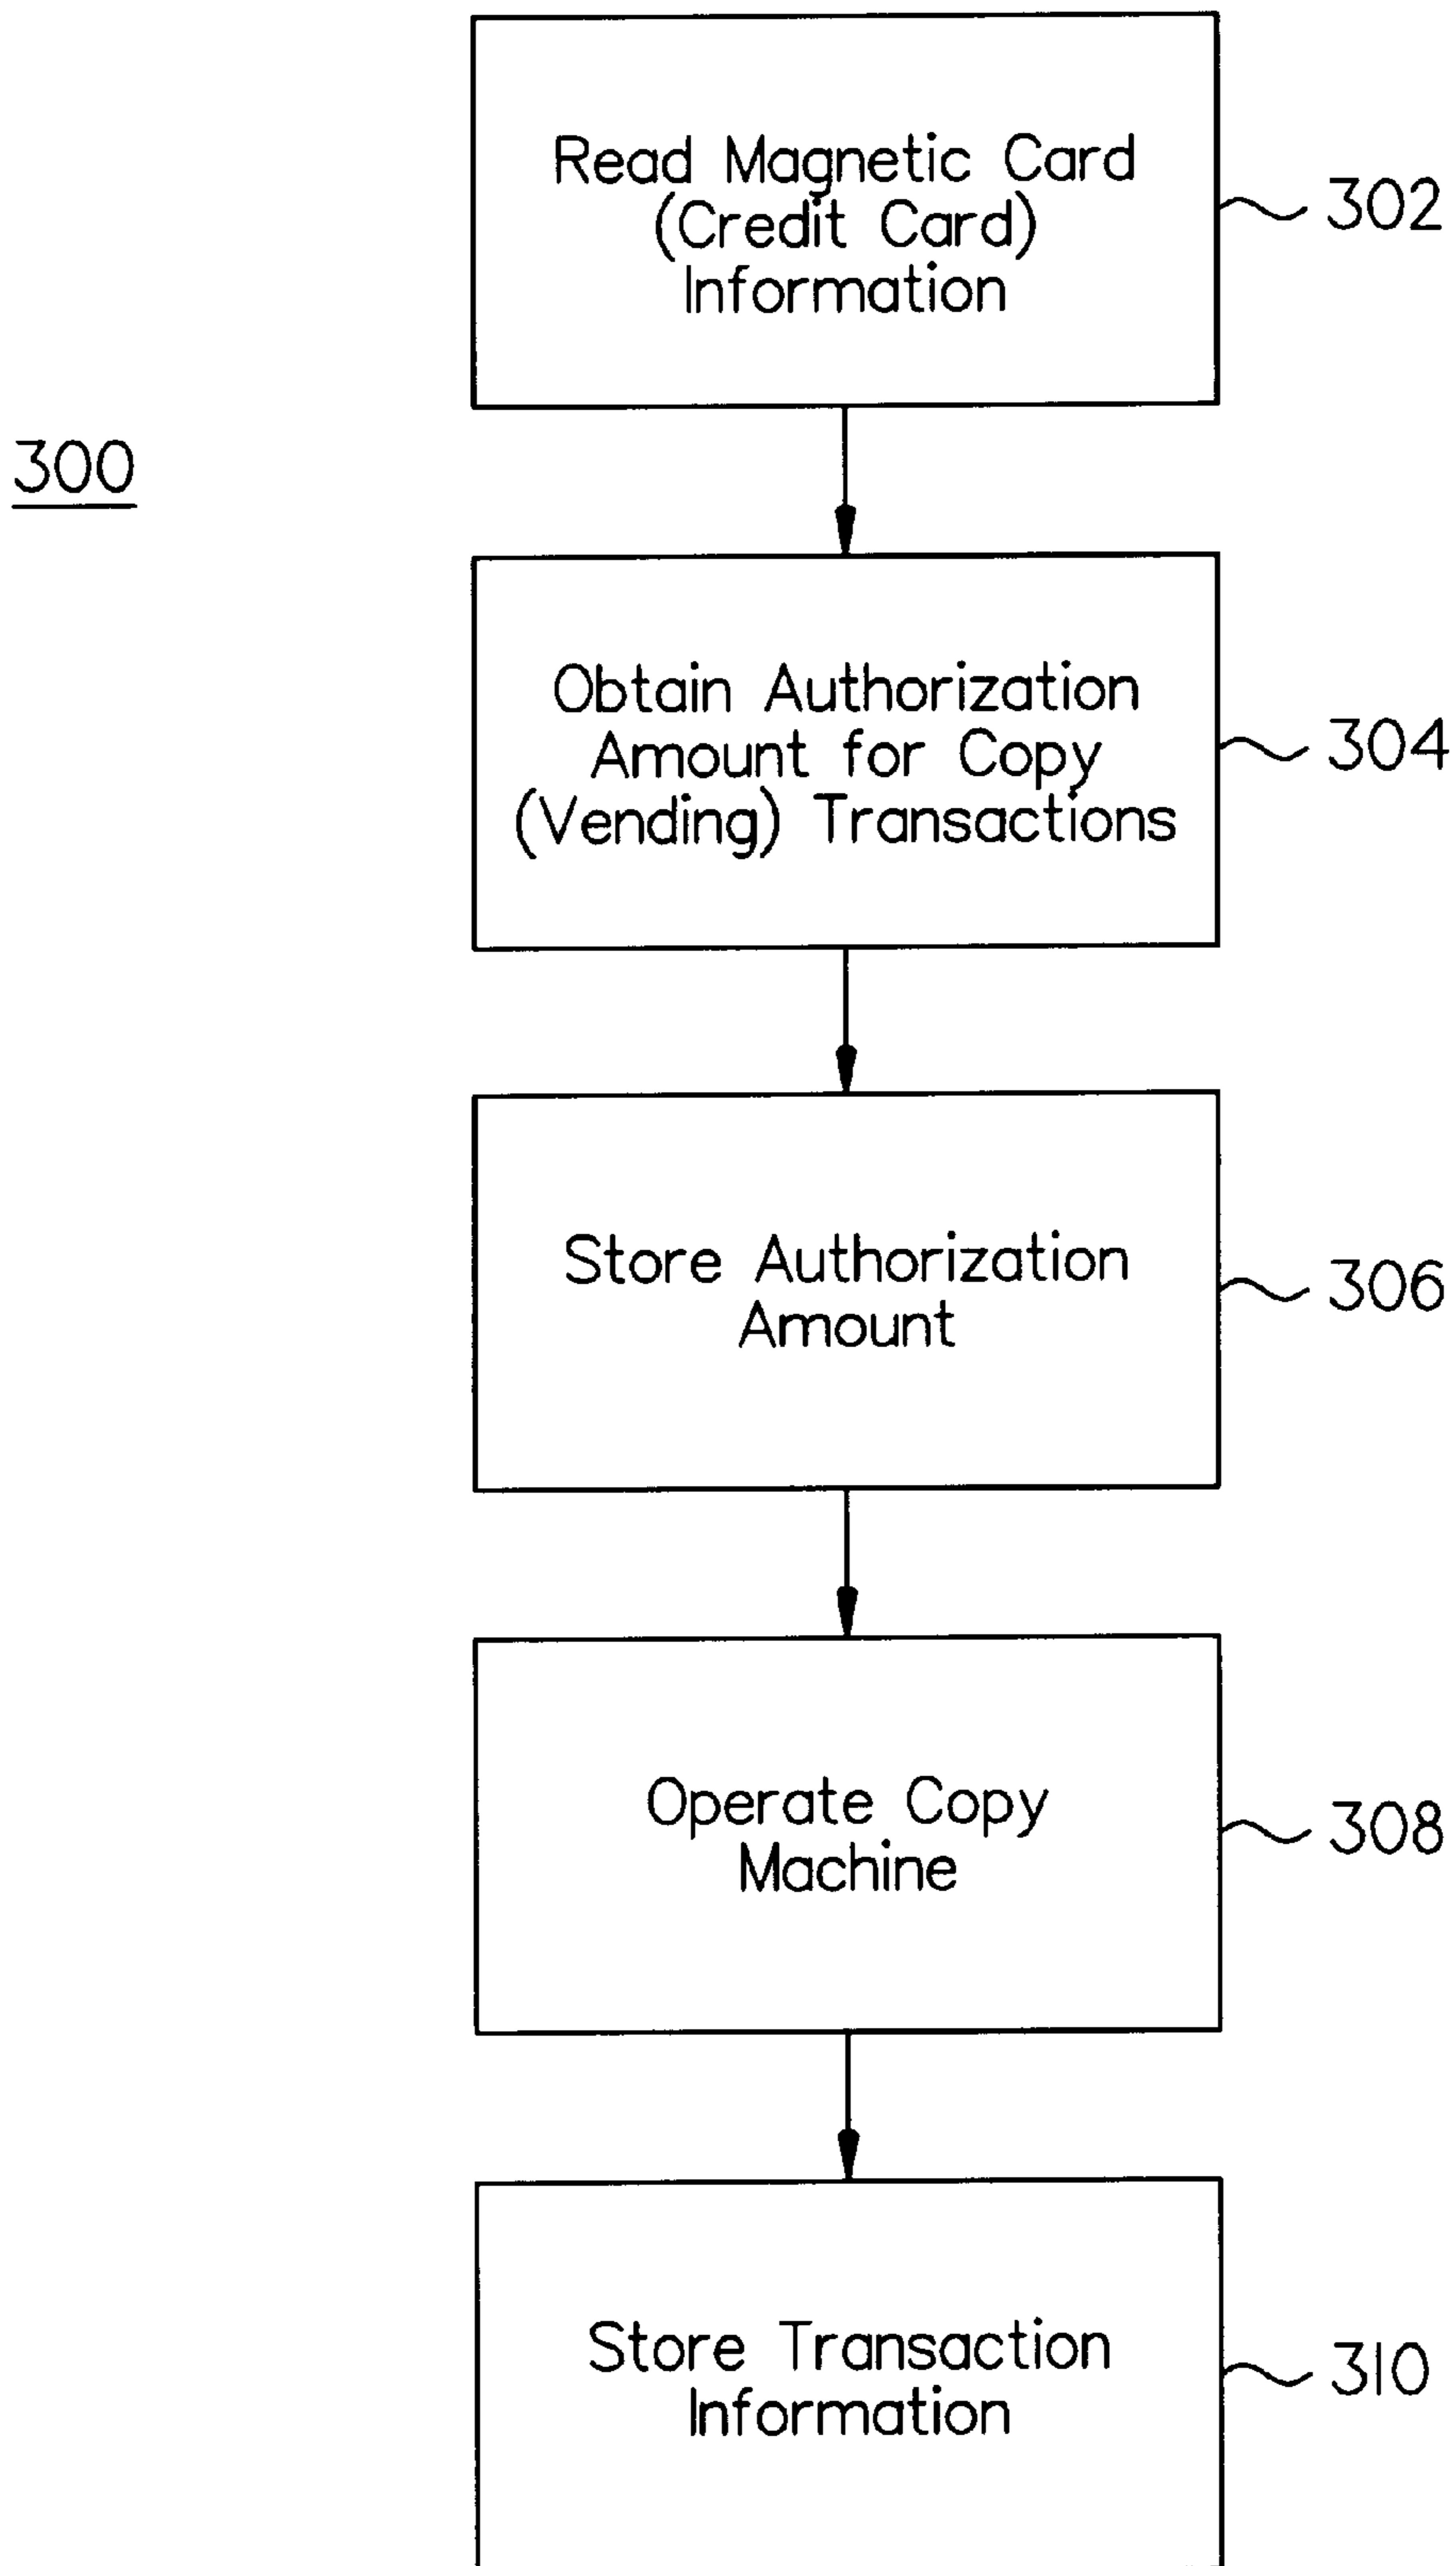 Read Magnetic Card
(Credit Card)
Information
302
300
Obtain Authorization
Amount for Copy
(Vending) Transactions
304
Store Authorization
Amount
306
Operate Copy
Machine
308
Store Transaction
Information
310